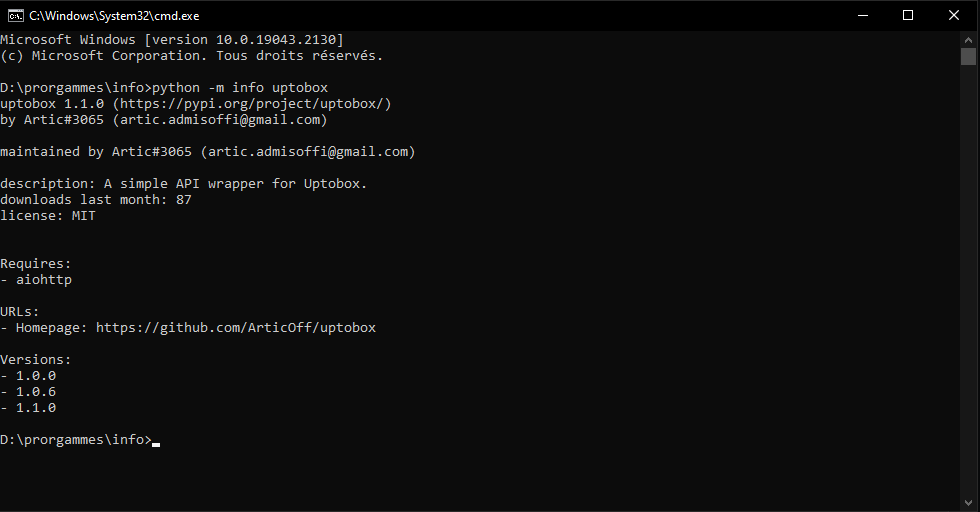 C:\Windows\System32\cmd.exe
Microsoft Windows [version 10.0.19043.2130]
(c) Microsoft Corporation. Tous droits réservés.
D:\prorgammes\info>python -m info uptobox
uptobox 1.1.0 (https://pypi.org/project/uptobox/)
by Artic#3065 (artic.admisoffi@gmail.com)
maintained by Artic#3065 (artic.admisoffi@gmail.com)
description: A simple API wrapper for Uptobox.
downloads last month: 87
license: MIT
Requires:
- aiohttp
URLs:
- Homepage: https://github.com/ArticOff/uptobox
Versions:
- 1.0.0
- 1.0.6
- 1.1.0
D:\prorgammes\info>